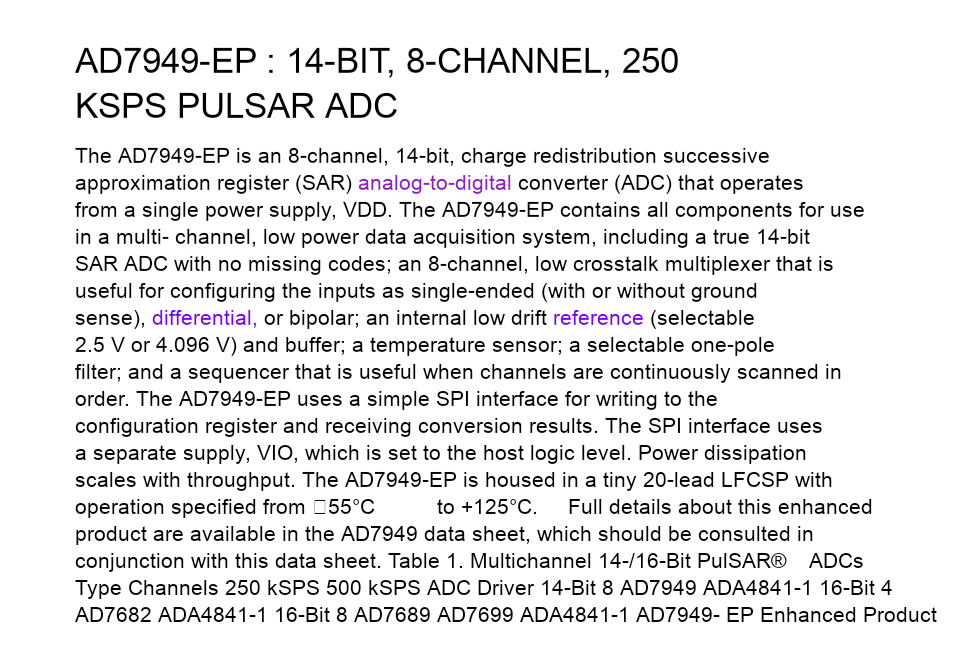 AD7949-EP : 14-BIT, 8-CHANNEL, 250
KSPS PULSAR ADC
The AD7949-EP is an 8-channel, 14-bit, charge redistribution successive
approximation register (SAR) analog-to-digital converter (ADC) that operates
from a single power supply, VDD. The AD7949-EP contains all components for use
in a multi- channel, low power data acquisition system, including a true 14-bit
SAR ADC with no missing codes; an 8-channel, low crosstalk multiplexer that is
useful for configuring the inputs as single-ended (with or without ground
sense), differential, or bipolar; an internal low drift reference (selectable
2.5 V or 4.096 V) and buffer; a temperature sensor; a selectable one-pole
filter; and a sequencer that is useful when channels are continuously scanned in
order. The AD7949-EP uses a simple SPI interface for writing to the
configuration register and receiving conversion results. The SPI interface uses
a separate supply, VIO, which is set to the host logic level. Power dissipation
scales with throughput. The AD7949-EP is housed in a tiny 20-lead LFCSP with
operation specified from □55°C to +125°C. Full details about this enhanced
product are available in the AD7949 data sheet, which should be consulted in
conjunction with this data sheet. Table 1. Multichannel 14-/16-Bit PulSAR® ADCs
Type Channels 250 kSPS 500 kSPS ADC Driver 14-Bit 8 AD7949 ADA4841-1 16-Bit 4
AD7682 ADA4841-1 16-Bit 8 AD7689 AD7699 ADA4841-1 AD7949- EP Enhanced Product